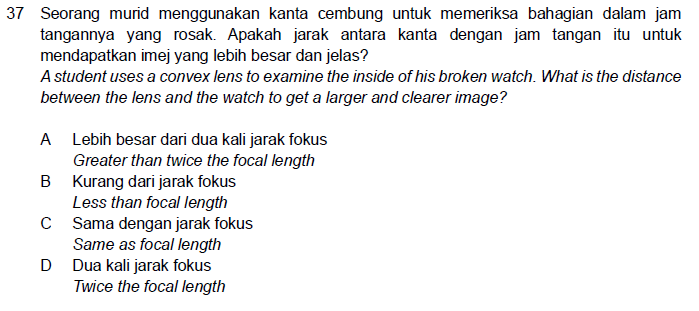 37 Seorang murid menggunakan kanta cembung untuk memeriksa bahagian dalam jam
tangannya yang rosak. Apakah jarak antara kanta dengan jam tangan itu untuk
mendapatkan imej yang lebih besar dan jelas?
A student uses a convex lens to examine the inside of his broken watch. What is the distance
between the lens and the watch to get a larger and clearer image?
A Lebih besar dari dua kali jarak fokus
Greater than twice the focal length
B Kurang dari jarak fokus
Less than focal length
C Sama dengan jarak fokus
Same as focal length
D Dua kali jarak fokus
Twice the focal length